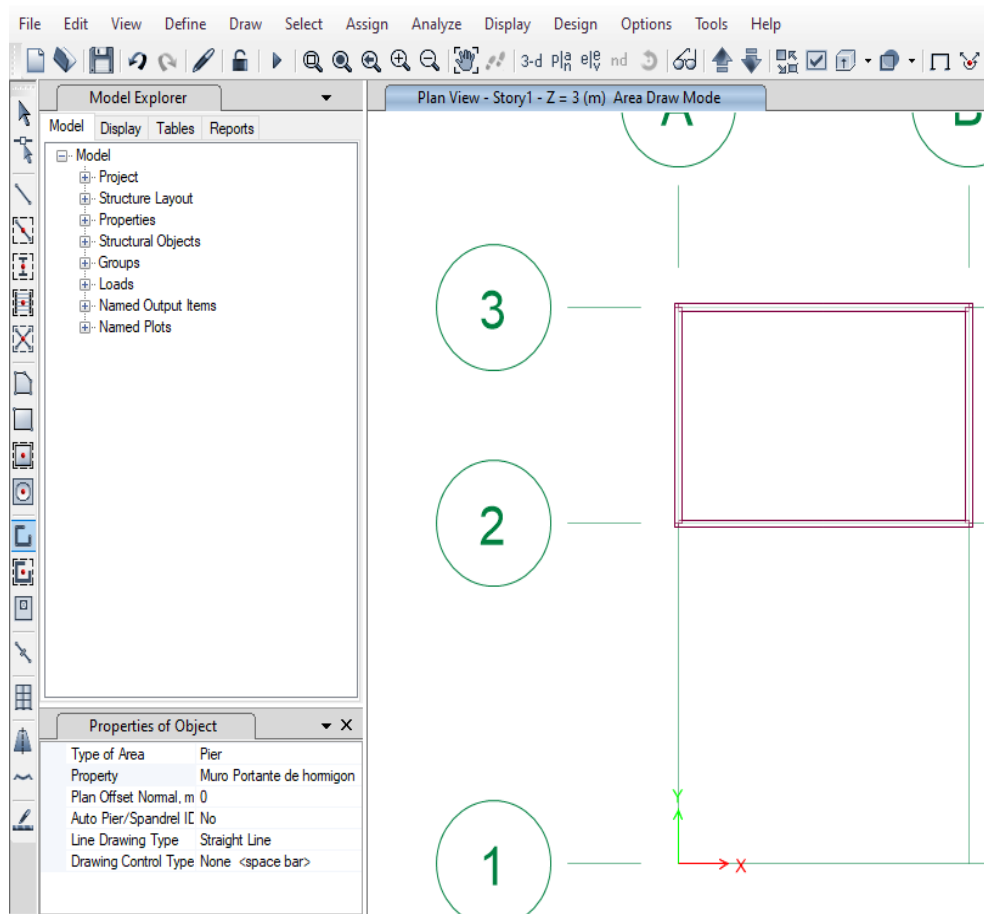 File Edit View Define Draw Select Assign Analyze Display Design Options Tools Help
3-d pla n ele v nd
Model Explorer
Plan View - Story1 - Z = 3 (m) Area Draw Mode
Model Display Tables Reports
A B
Model
Project
Structure Layout
Properties
Structural Objects
Groups
Loads
Named Output Items
Named Plots
3
2
Properties of Object X
Type of Area Pier
Property Muro Portante de hormigon
Plan Offset Normal, m 0
Auto Pier/Spandrel ID No
Line Drawing Type Straight Line
Drawing Control Type None <space bar>
Y
X
1